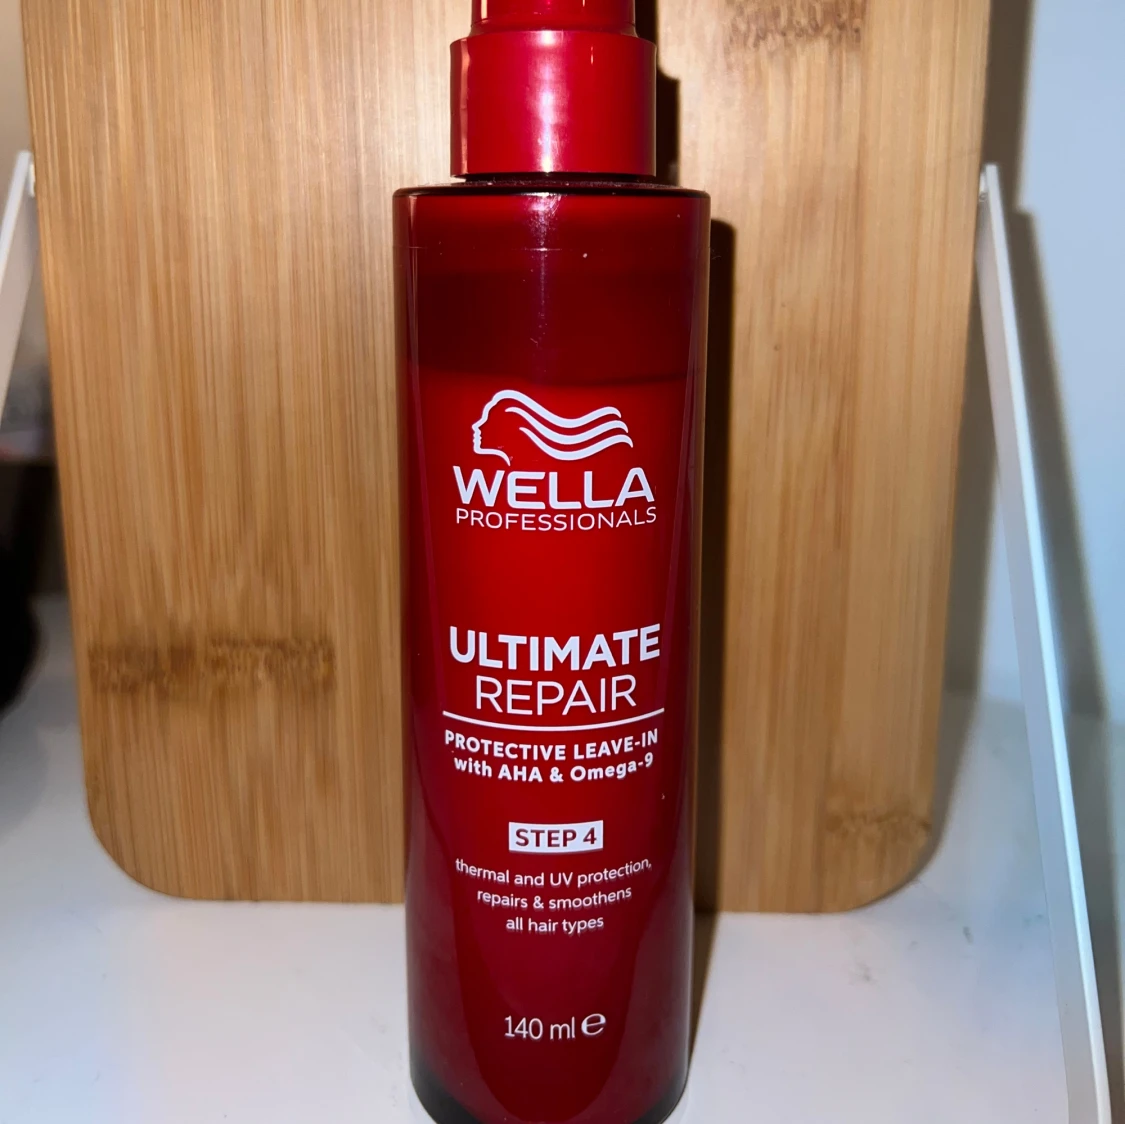 WELLA
PROFESSIONALS
ULTIMATE
REPAIR
PROTECTIVE LEAVE-IN
with AHA & Omega-9
STEP 4
thermal and UV protection,
repairs & smoothens
all hair types
140 ml ℮